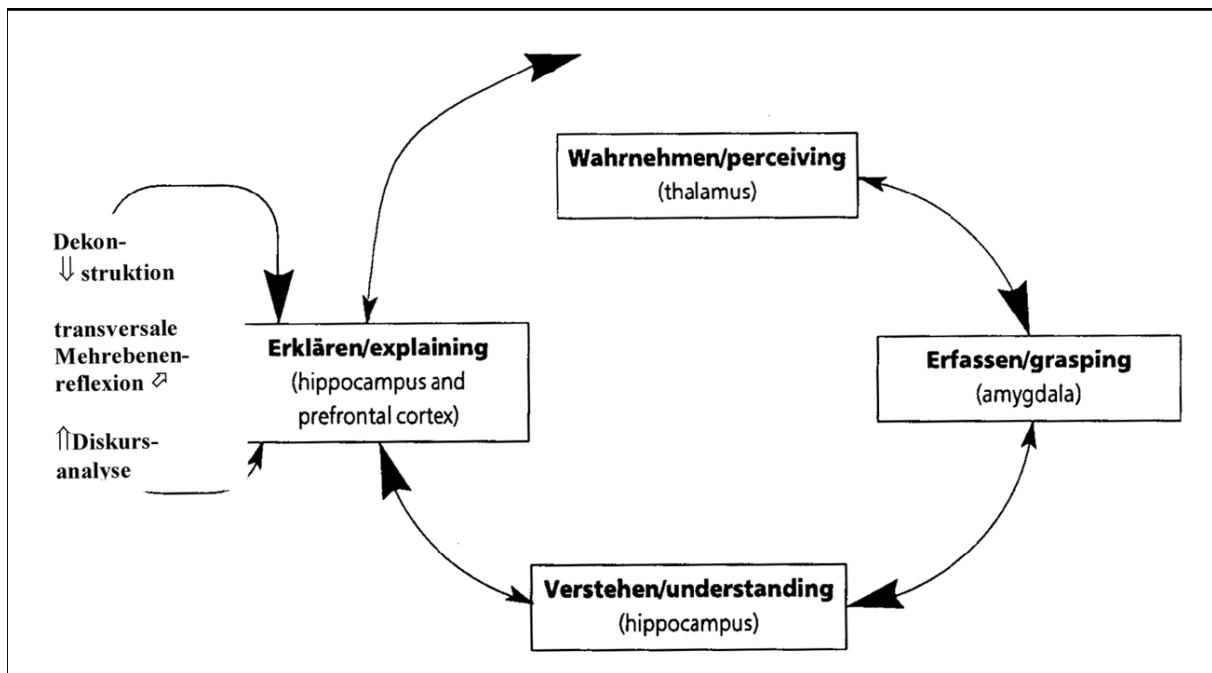 Wahrnehmen/perceiving
(thalamus)
Dekon-
⇓ struktion
transversale
Mehrebenen-
reflexion ⇗
⇑Diskurs-
analyse
Erklären/explaining
(hippocampus and
prefrontal cortex)
Erfassen/grasping
(amygdala)
Verstehen/understanding
(hippocampus)